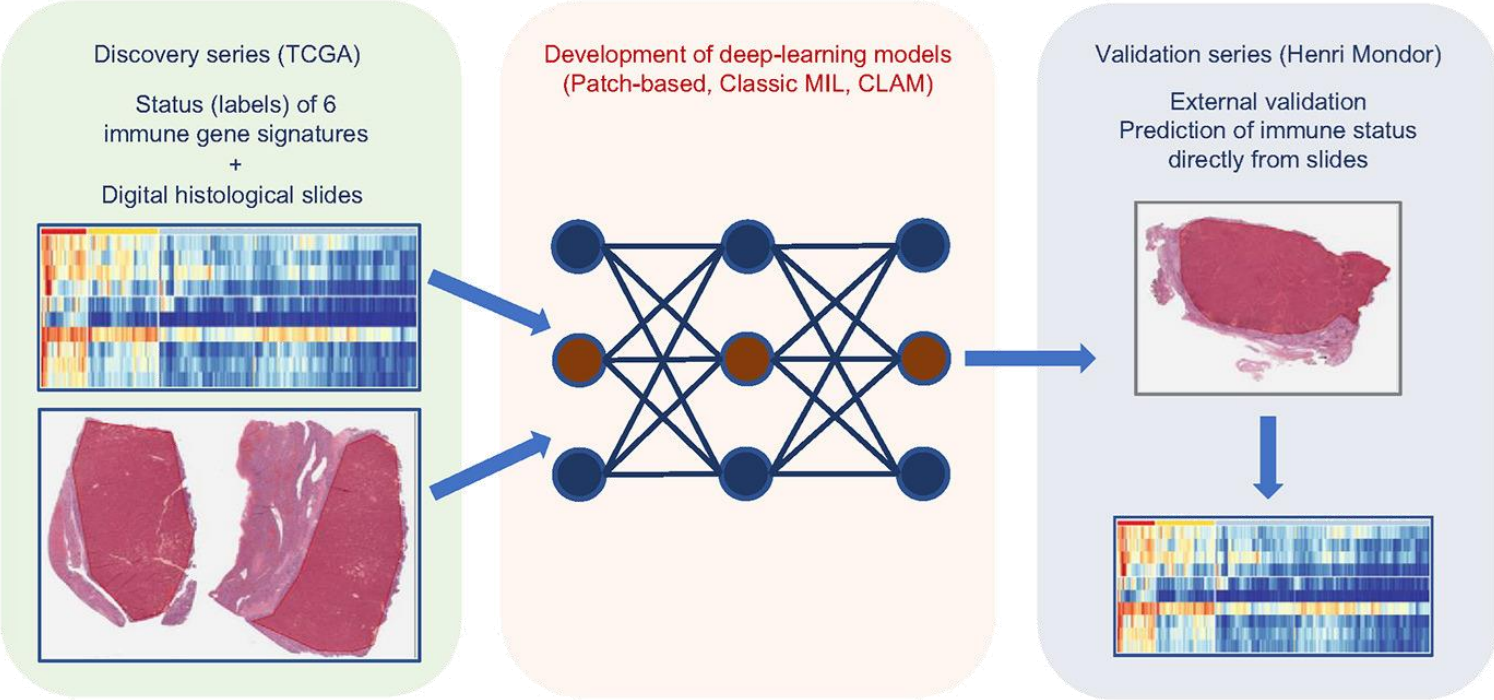 Discovery series (TCGA)
Status (labels) of 6
immune gene signatures
+
Digital histological slides
Development of deep-learning models
(Patch-based, Classic MIL, CLAM)
Validation series (Henri Mondor)
External validation
Prediction of immune status
directly from slides